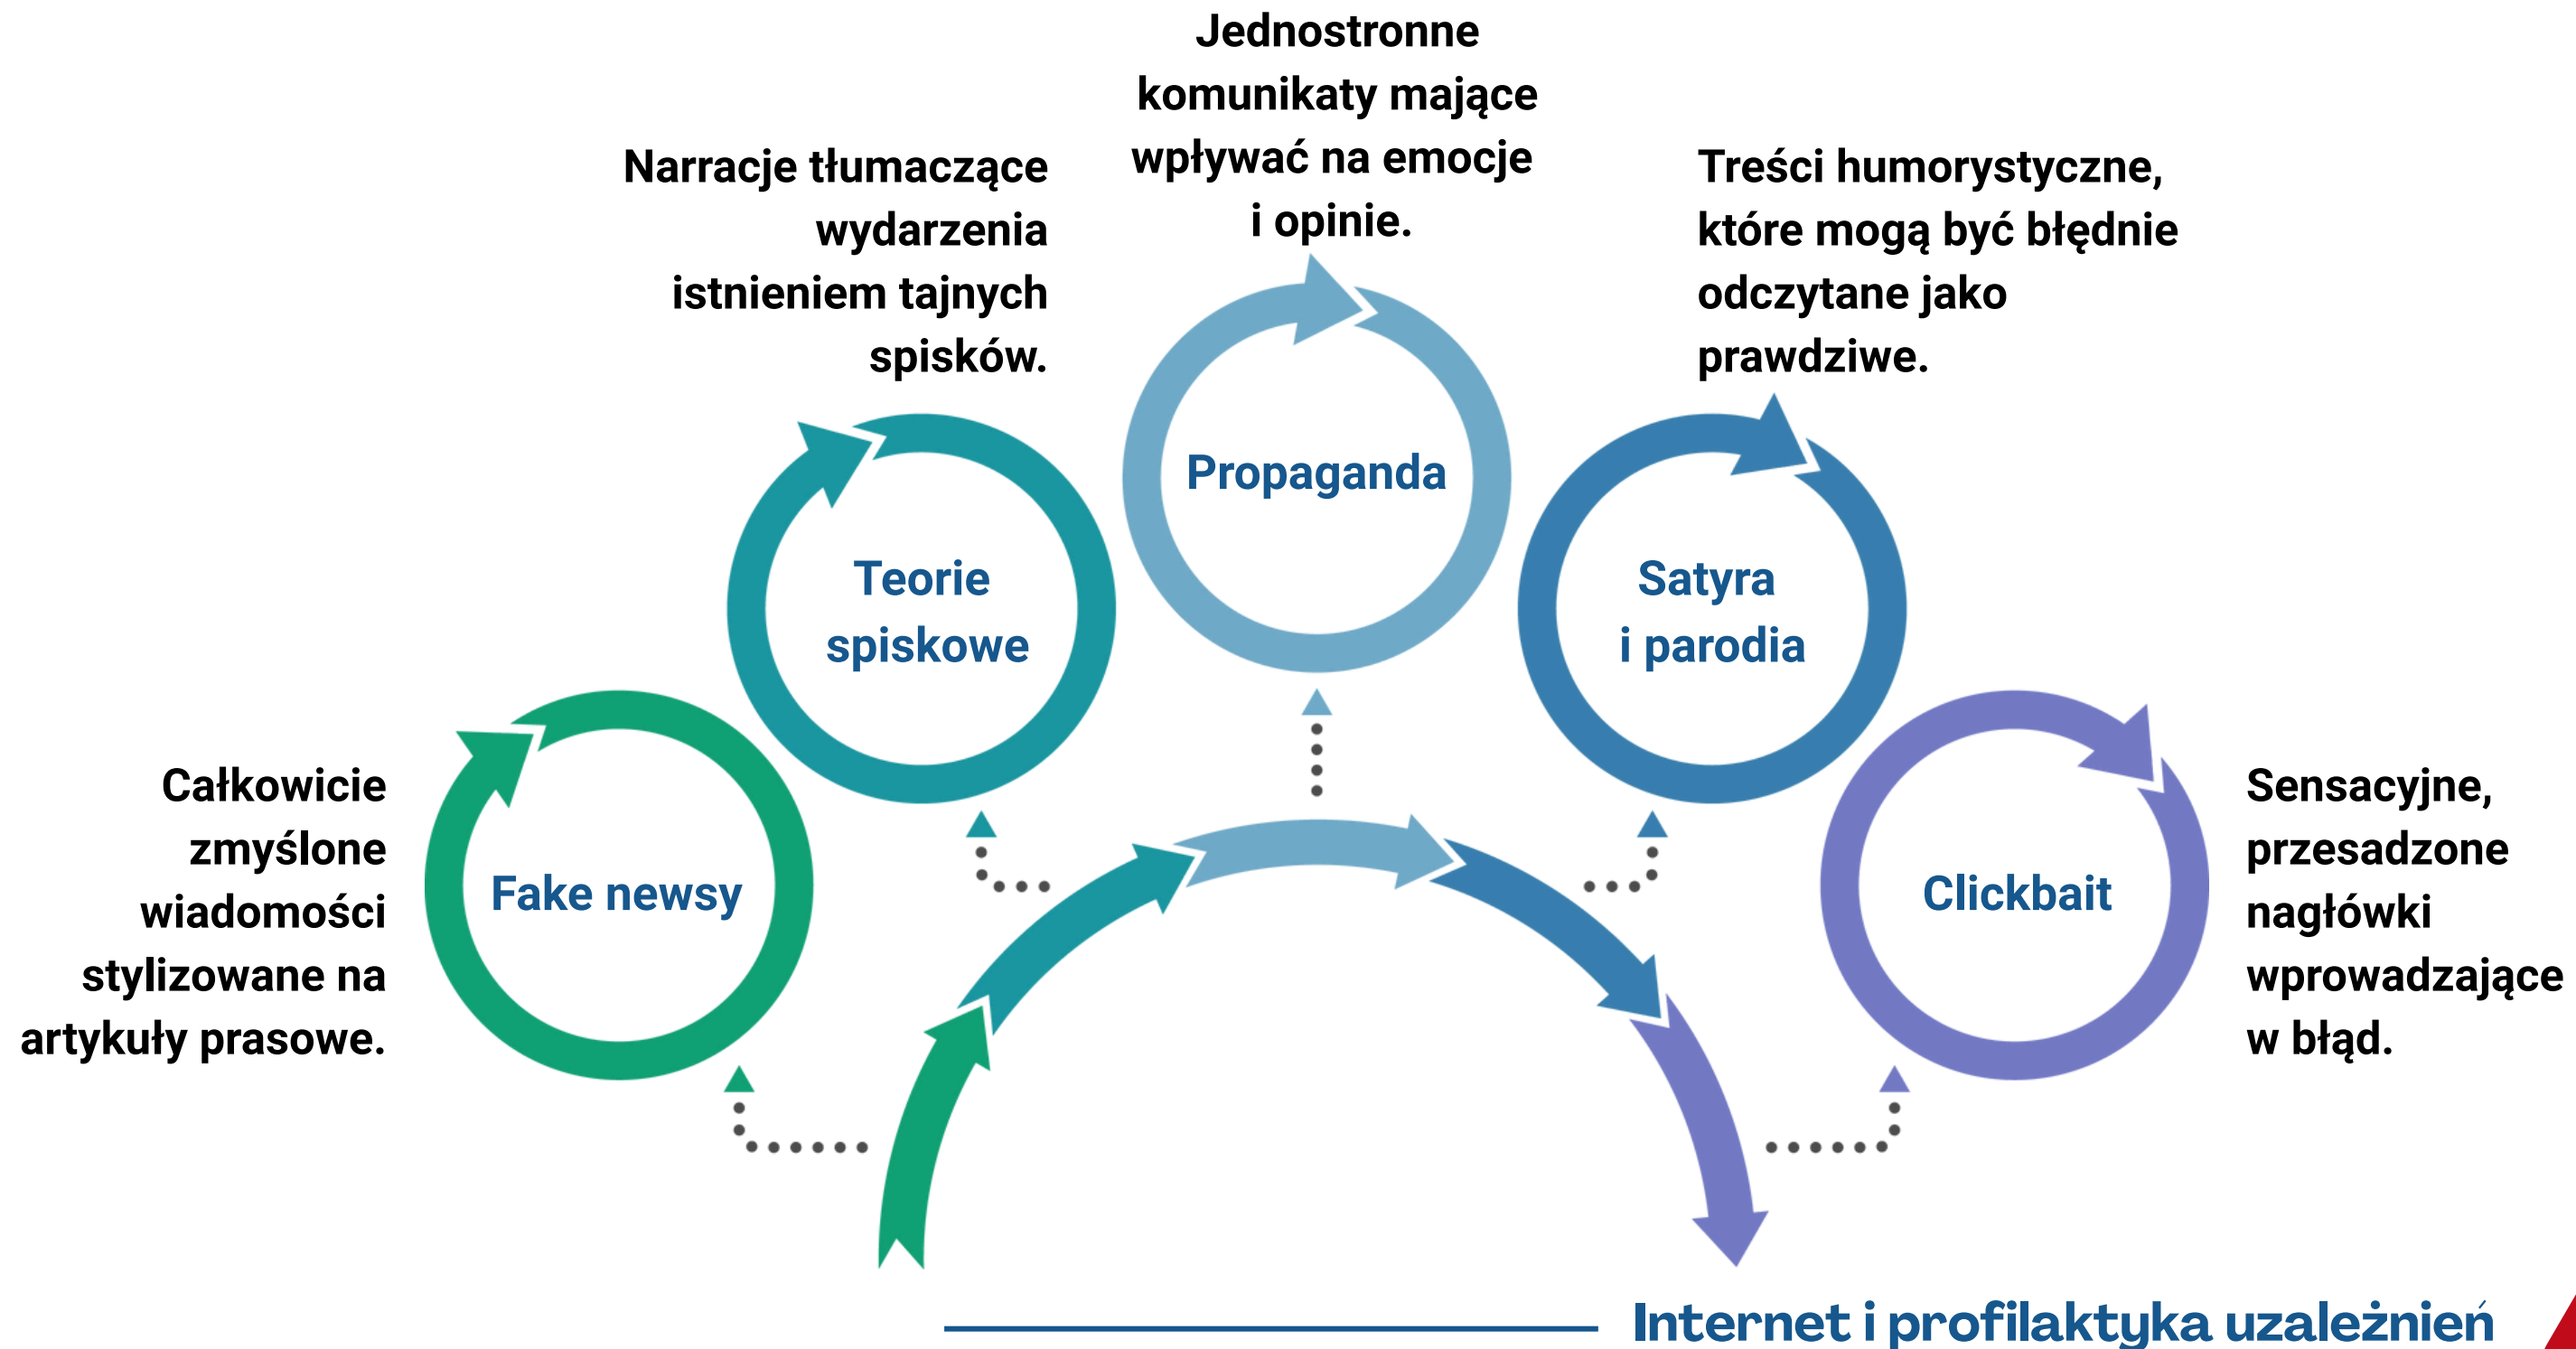 Jednostronne
komunikaty mające
wpływać na emocje
i opinie.
Narracje tłumaczące
wydarzenia
istnieniem tajnych
spisków.
Treści humorystyczne,
które mogą być błędnie
odczytane jako
prawdziwe.
Propaganda
Teorie
spiskowe
Satyra
i parodia
Całkowicie
zmyślone
wiadomości
stylizowane na
artykuły prasowe.
Fake newsy
Clickbait
Sensacyjne,
przesadzone
nagłówki
wprowadzające
w błąd.
Internet i profilaktyka uzależnień